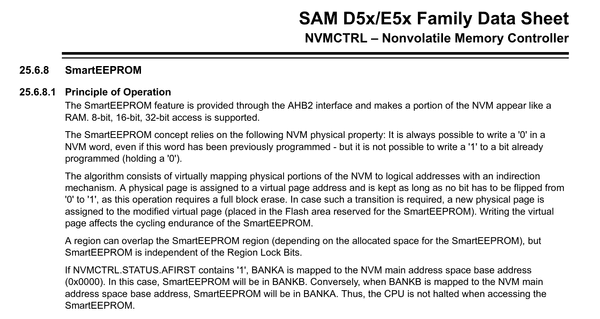 SAM D5x/E5x Family Data Sheet
NVMCTRL – Nonvolatile Memory Controller
25.6.8 SmartEEPROM
25.6.8.1 Principle of Operation
The SmartEEPROM feature is provided through the AHB2 interface and makes a portion of the NVM appear like a
RAM. 8-bit, 16-bit, 32-bit access is supported.
The SmartEEPROM concept relies on the following NVM physical property: It is always possible to write a '0' in a
NVM word, even if this word has been previously programmed - but it is not possible to write a '1' to a bit already
programmed (holding a '0').
The algorithm consists of virtually mapping physical portions of the NVM to logical addresses with an indirection
mechanism. A physical page is assigned to a virtual page address and is kept as long as no bit has to be flipped from
'0' to '1', as this operation requires a full block erase. In case such a transition is required, a new physical page is
assigned to the modified virtual page (placed in the Flash area reserved for the SmartEEPROM). Writing the virtual
page affects the cycling endurance of the SmartEEPROM.
A region can overlap the SmartEEPROM region (depending on the allocated space for the SmartEEPROM), but
SmartEEPROM is independent of the Region Lock Bits.
If NVMCTRL.STATUS.AFIRST contains '1', BANKA is mapped to the NVM main address space base address
(0x0000). In this case, SmartEEPROM will be in BANKB. Conversely, when BANKB is mapped to the NVM main
address space base address, SmartEEPROM will be in BANKA. Thus, the CPU is not halted when accessing the
SmartEEPROM.